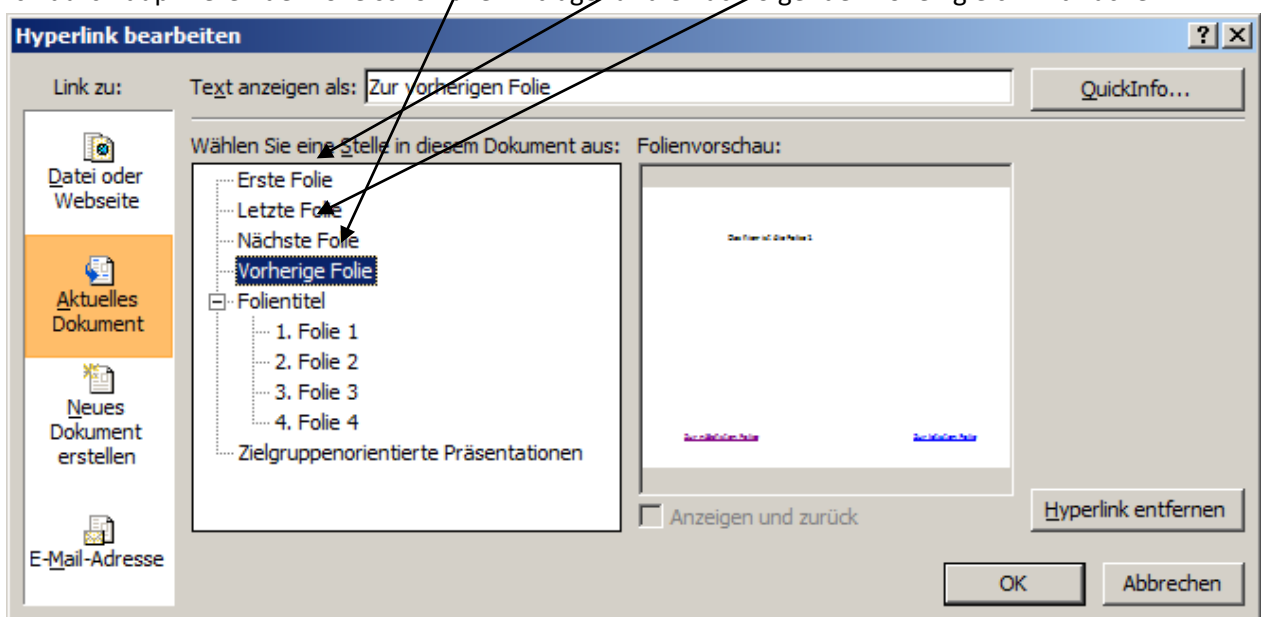 Hyperlink bearbeiten
Link zu:
Text anzeigen als: Zur vorherigen Folie
QuickInfo...
Datei oder
Webseite
Aktuelles
Dokument
Neues
Dokument
erstellen
E-Mail-Adresse
Wählen Sie eine Stelle in diesem Dokument aus:
Erste Folie
Letzte Folie
Nächste Folie
Vorherige Folie
Folientitel
1. Folie 1
2. Folie 2
3. Folie 3
4. Folie 4
Zielgruppenorientierte Präsentationen
Folienvorschau:
Anzeigen und zurück
Hyperlink entfernen
OK
Abbrechen